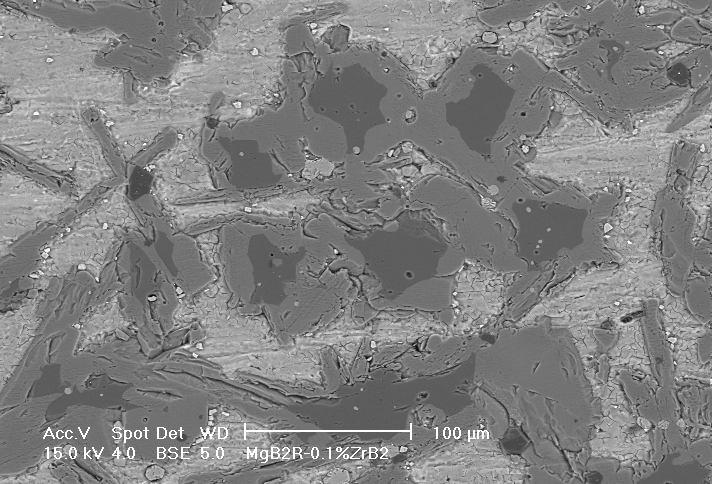 Acc.V Spot Det WD 100 µm
15.0 kV 4.0 BSE 5.0 MgB2R-0.1%ZrB2